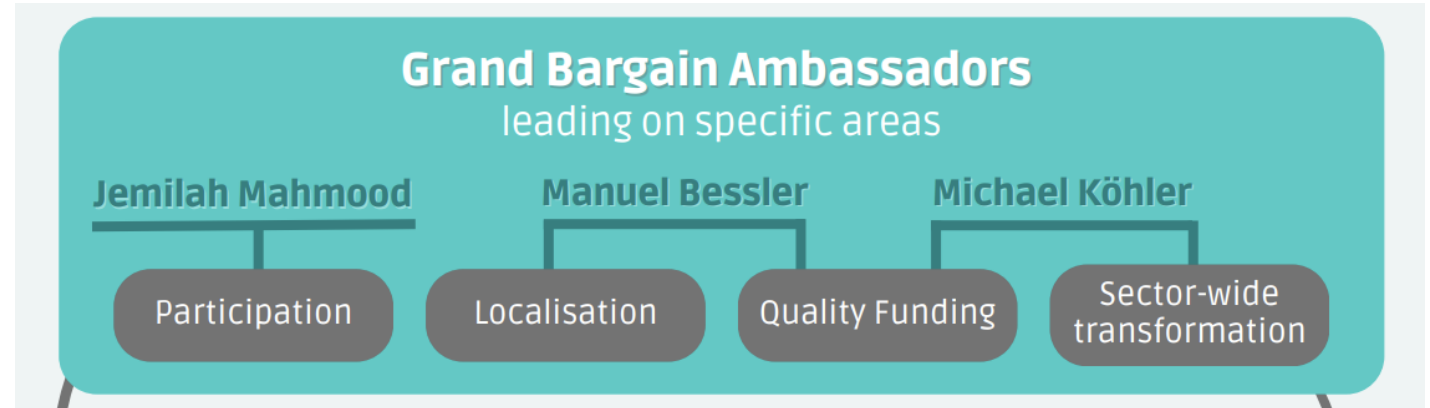 Grand Bargain Ambassadors
leading on specific areas
Jemilah Mahmood
Manuel Bessler
Michael Köhler
Participation
Localisation
Quality Funding
Sector-wide
transformation